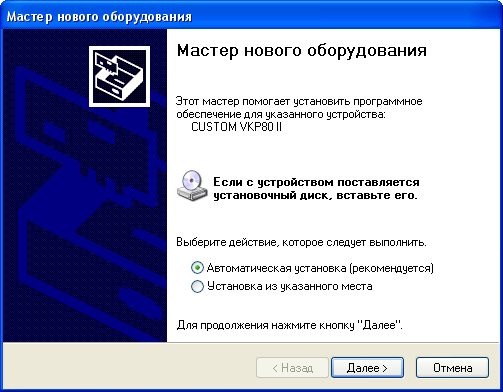 Мастер нового оборудования
Мастер нового оборудования
Этот мастер помогает установить программное
обеспечение для указанного устройства:
CUSTOM VKP80 II
Если с устройством поставляется
установочный диск, вставьте его.
Выберите действие, которое следует выполнить.
Автоматическая установка (рекомендуется)
Установка из указанного места
Для продолжения нажмите кнопку "Далее".
< Назад Далее > Отмена